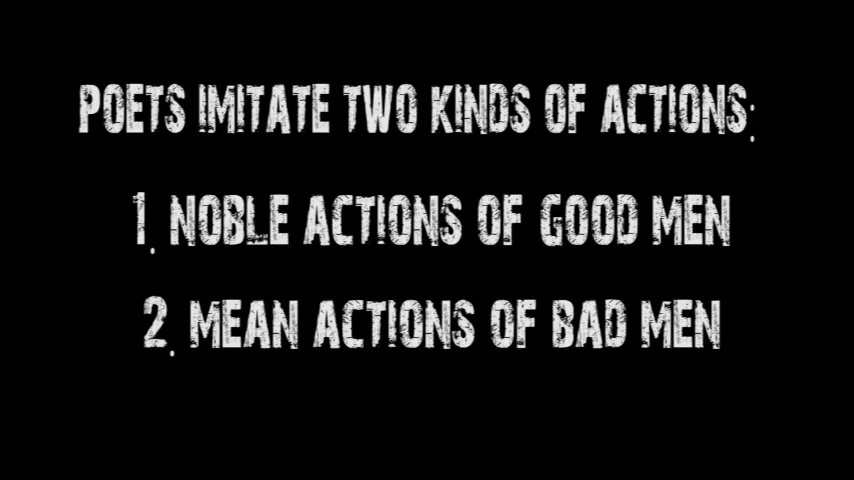 POETS IMITATE TWO KINDS OF ACTIONS:
1. NOBLE ACTIONS OF GOOD MEN
2. MEAN ACTIONS OF BAD MEN